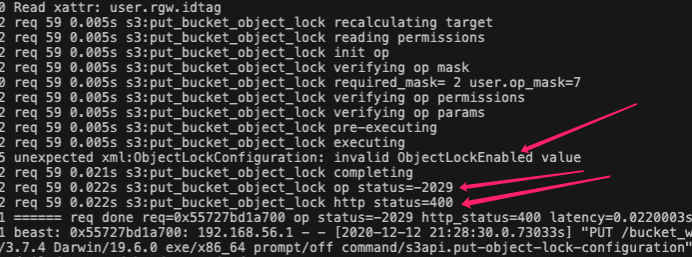 0 Read xattr: user.rgw.idtag
2 req 59 0.005s s3:put_bucket_object_lock recalculating target
2 req 59 0.005s s3:put_bucket_object_lock reading permissions
2 req 59 0.005s s3:put_bucket_object_lock init op
2 req 59 0.005s s3:put_bucket_object_lock verifying op mask
0 req 59 0.005s s3:put_bucket_object_lock required_mask= 2 user.op_mask=7
2 req 59 0.005s s3:put_bucket_object_lock verifying op permissions
2 req 59 0.005s s3:put_bucket_object_lock verifying op params
2 req 59 0.005s s3:put_bucket_object_lock pre-executing
2 req 59 0.005s s3:put_bucket_object_lock executing
5 unexpected xml:ObjectLockConfiguration: invalid ObjectLockEnabled value
2 req 59 0.021s s3:put_bucket_object_lock completing
2 req 59 0.022s s3:put_bucket_object_lock op status=-2029
2 req 59 0.022s s3:put_bucket_object_lock http status=400
1 ====== req done req=0x55727bd1a700 op status=-2029 http_status=400 latency=0.0220003s
1 beast: 0x55727bd1a700: 192.168.56.1 - - [2020-12-12 21:28:30.0.73033s] "PUT /bucket_w
/3.7.4 Darwin/19.6.0 exe/x86_64 prompt/off command/s3api.put-object-lock-configuration"